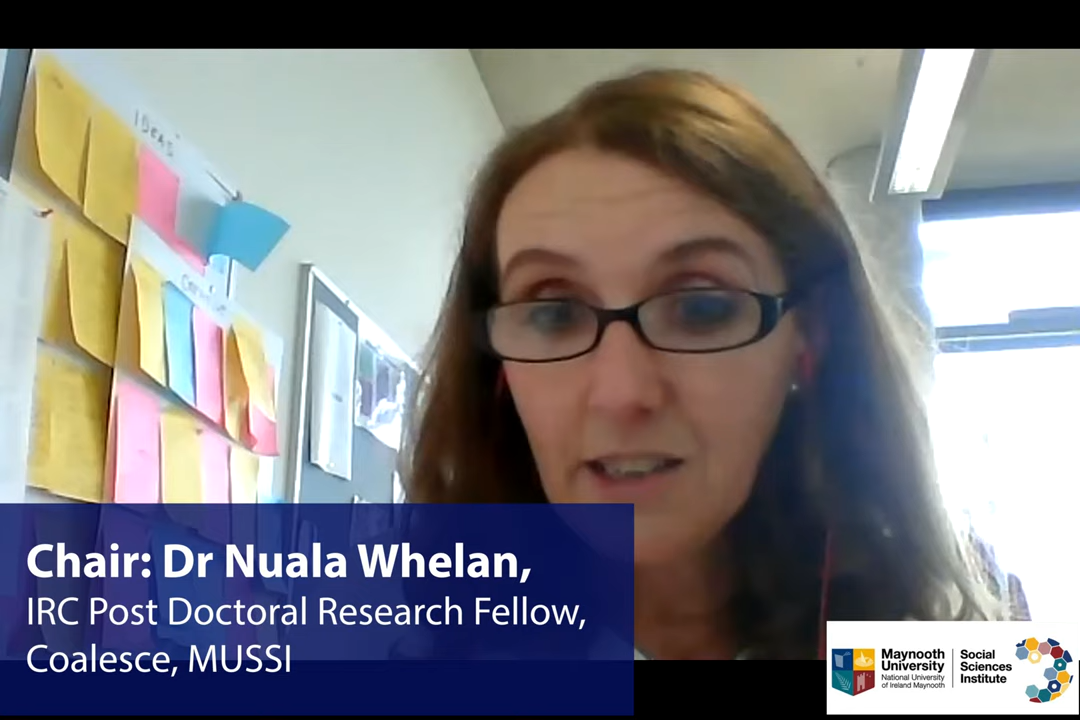 IDEAS
Chair: Dr Nuala Whelan,
IRC Post Doctoral Research Fellow,
Coalesce, MUSSI
Maynooth
University
National University
of Ireland Maynooth
Social
Sciences
Institute